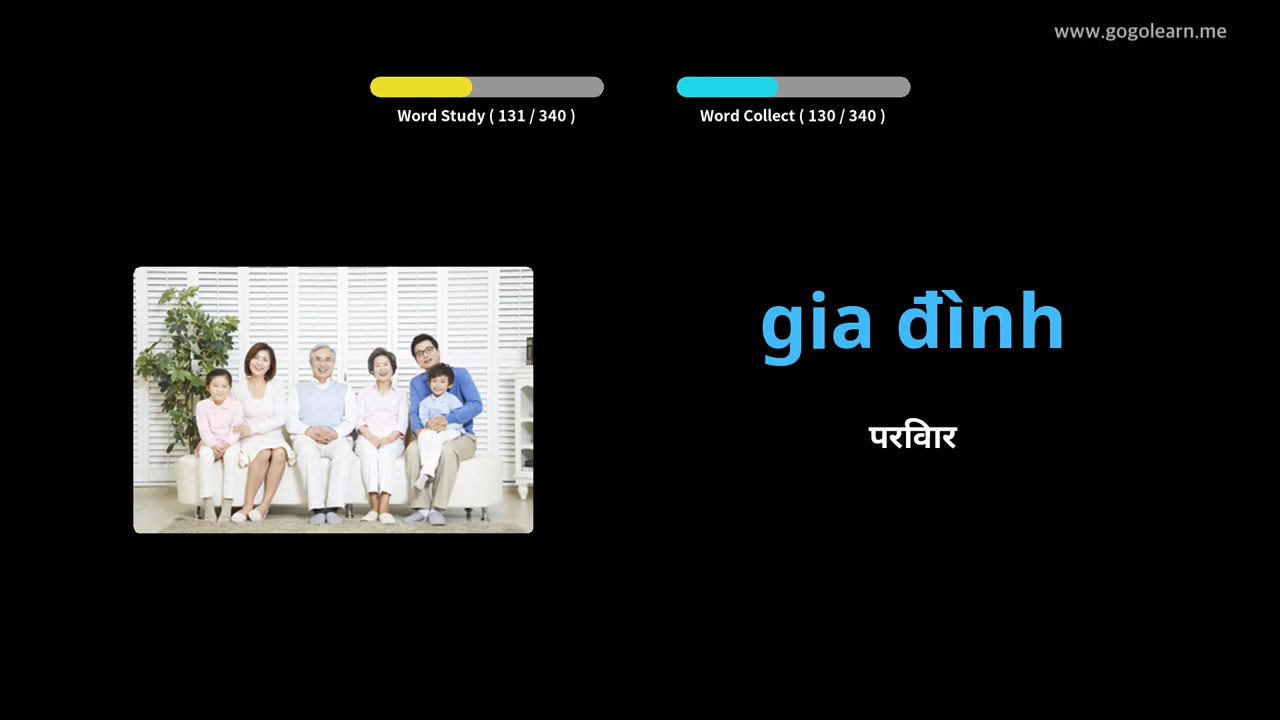 www.gogolearn.me
Word Study ( 131 / 340 )
Word Collect ( 130 / 340 )
gia đình
परिवार